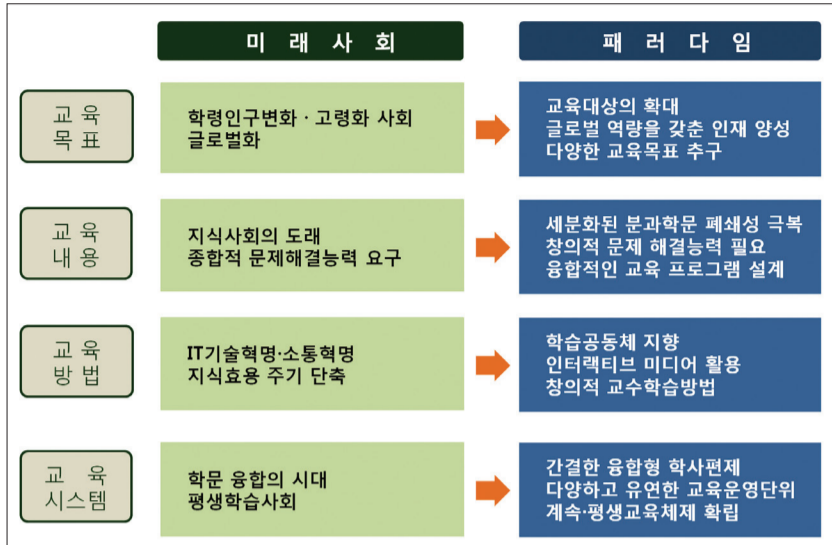 미 래 사 회
패 러 다 임
교 육
목 표
학령인구변화 · 고령화 사회
글로벌화
교육대상의 확대
글로벌 역량을 갖춘 인재 양성
다양한 교육목표 추구
교 육
내 용
지식사회의 도래
종합적 문제해결능력 요구
세분화된 분과학문 폐쇄성 극복
창의적 문제 해결능력 필요
융합적인 교육 프로그램 설계
교 육
방 법
IT기술혁명·소통혁명
지식효용 주기 단축
학습공동체 지향
인터랙티브 미디어 활용
창의적 교수학습방법
교 육
시스템
학문 융합의 시대
평생학습사회
간결한 융합형 학사편제
다양하고 유연한 교육운영단위
계속·평생교육체제 확립